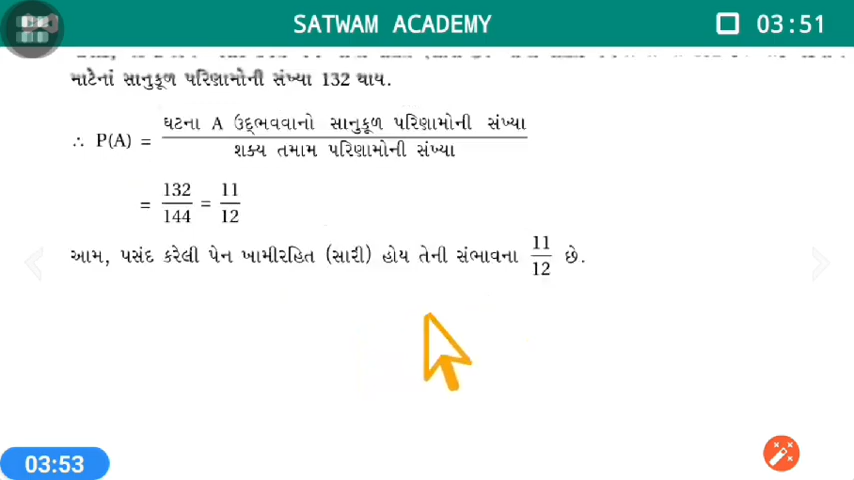 SATWAM ACADEMY
03:51
માટેનાં સાનુકૂળ પરિણામોની સંખ્યા 132 થાય.
∴ P(A) = ઘટના A ઉદ્ભવવાનો સાનુકૂળ પરિણામોની સંખ્યા / શક્ય તમામ પરિણામોની સંખ્યા
= 132/144 = 11/12
આમ, પસંદ કરેલી પેન ખામીરહિત (સારી) હોય તેની સંભાવના 11/12 છે.
03:53